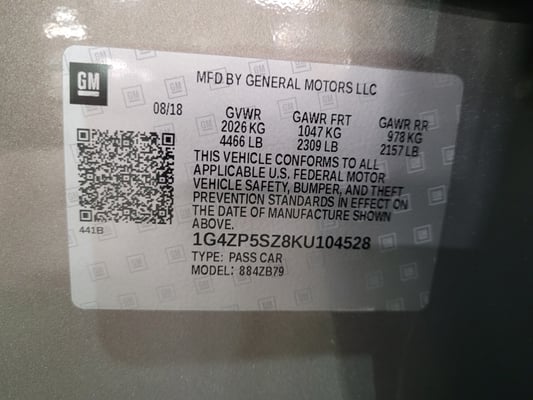 GM
MFD BY GENERAL MOTORS LLC
08/18 GVWR GAWR FRT GAWR RR
2026 KG 1047 KG 978 KG
4466 LB 2309 LB 2157 LB
THIS VEHICLE CONFORMS TO ALL
APPLICABLE U.S. FEDERAL MOTOR
VEHICLE SAFETY, BUMPER, AND THEFT
PREVENTION STANDARDS IN EFFECT ON
THE DATE OF MANUFACTURE SHOWN
ABOVE.
441B
1G4ZP5SZ8KU104528
TYPE: PASS CAR
MODEL: 884ZB79